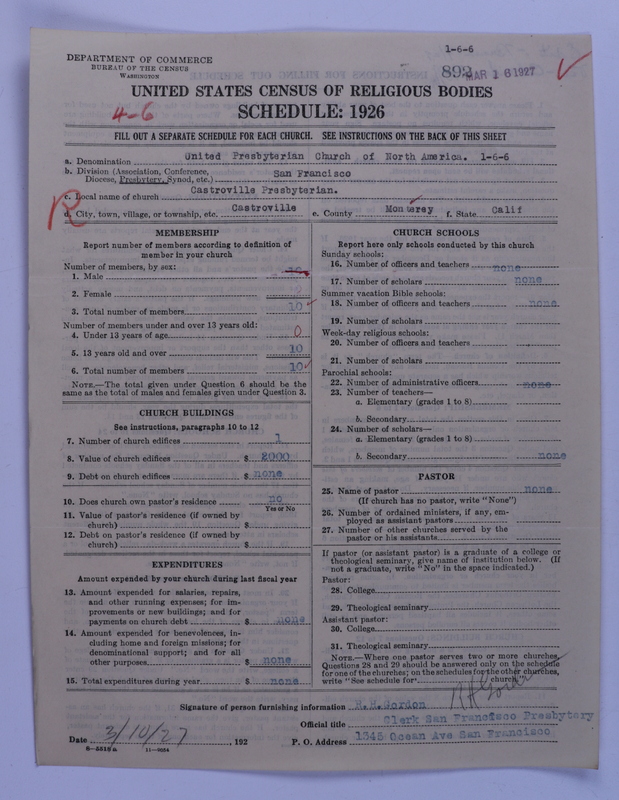 1-6-6
DEPARTMENT OF COMMERCE
BUREAU OF THE CENSUS
WASHINGTON
892 MAR 16 1927
UNITED STATES CENSUS OF RELIGIOUS BODIES
4-6
SCHEDULE: 1926
FILL OUT A SEPARATE SCHEDULE FOR EACH CHURCH. SEE INSTRUCTIONS ON THE BACK OF THIS SHEET
a. Denomination United Presbyterian Church of North America. 1-6-6
b. Division (Association, Conference, Diocese, Presbytery, Synod, etc.) San Francisco
c. Local name of church Castroville Presbyterian.
R
d. City, town, village, or township, etc. Castroville e. County Monterey f. State Calif
MEMBERSHIP
Report number of members according to definition of
member in your church
Number of members, by sex:
1. Male 10
2. Female
3. Total number of members 10
Number of members under and over 13 years old:
4. Under 13 years of age 0
5. 13 years old and over 10
6. Total number of members 10
NOTE.—The total given under Question 6 should be
same as the total of males and females given under Question 3.
CHURCH BUILDINGS
See instructions, paragraphs 10 to 12
7. Number of church edifices 1
8. Value of church edifices $ 2000
9. Debt on church edifices $ none
10. Does church own pastor's residence no
Yes or No
11. Value of pastor's residence (if owned by
church) $
12. Debt on pastor's residence (if owned by
church) $
EXPENDITURES
Amount expended by your church during last fiscal year
13. Amount expended for salaries, repairs,
and other running expenses; for im-
provements or new buildings; and for
payments on church debt $ none
14. Amount expended for benevolences, in-
cluding home and foreign missions; for
denominational support; and for all
other purposes $ none
15. Total expenditures during year $ none
CHURCH SCHOOLS
Report here only schools conducted by this church
Sunday schools:
16. Number of officers and teachers none
17. Number of scholars none
Summer vacation Bible schools:
18. Number of officers and teachers none
19. Number of scholars
Week-day religious schools:
20. Number of officers and teachers
21. Number of scholars
Parochial schools:
22. Number of administrative officers none
23. Number of teachers—
a. Elementary (grades 1 to 8)
b. Secondary
24. Number of scholars—
a. Elementary (grades 1 to 8)
b. Secondary none
PASTOR
25. Name of pastor none
(If church has no pastor, write "None")
26. Number of ordained ministers, if any, em-
ployed as assistant pastors
27. Number of other churches served by the
pastor or his assistants
If pastor (or assistant pastor) is a graduate of a college or
theological seminary, give name of institution below. (If
not a graduate, write "No" in the space indicated.)
Pastor:
28. College
29. Theological seminary
Assistant pastor:
30. College
31. Theological seminary
NOTE.—Where one pastor serves two or more churches,
Questions 28 and 29 should be answered only on the schedule
for one of the churches; on the schedules for the other churches,
write "See schedule for church."
R H Gordon
Signature of person furnishing information R.H.Gordon
Official title Clerk San Francisco Presbytery
Date 3/10/27, 192 P. O. Address 1345 Ocean Ave San Francisco
8—5518a 11—9034